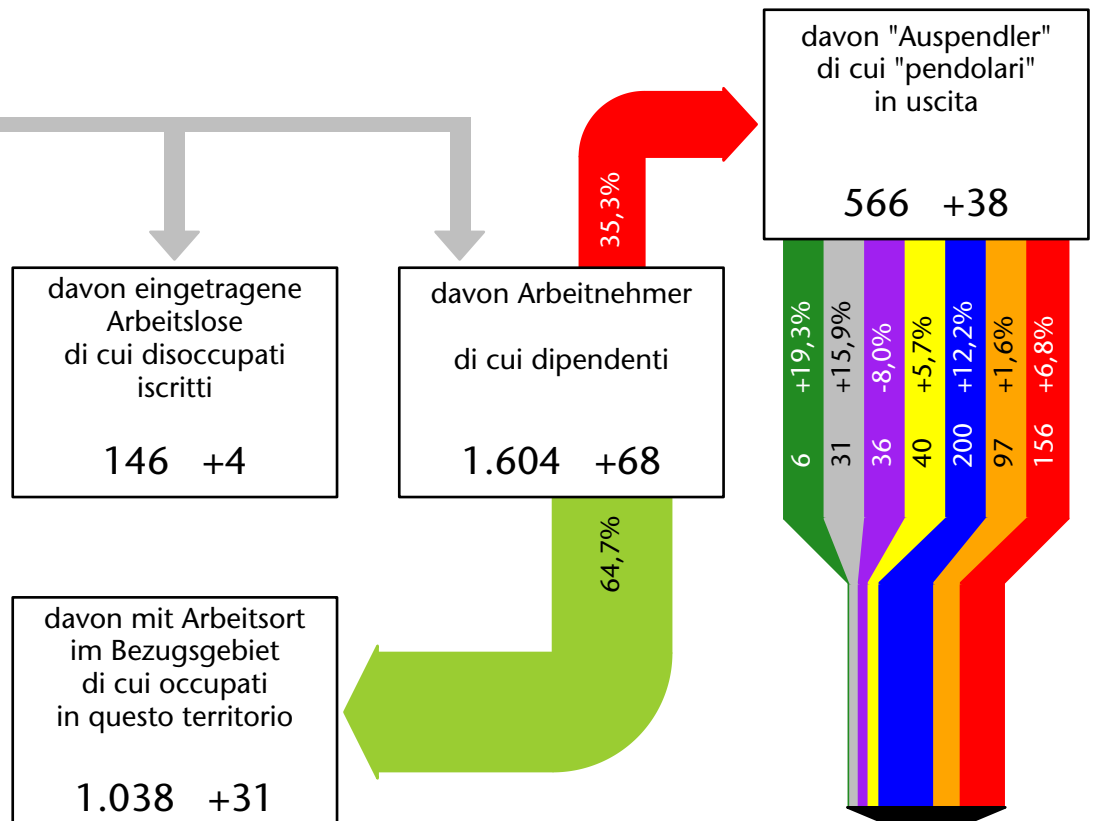 davon "Auspendler"
di cui "pendolari"
in uscita
566 +38
35,3%
davon eingetragene
Arbeitslose
di cui disoccupati
iscritti
146 +4
davon Arbeitnehmer
di cui dipendenti
1.604 +68
6 +19,3%
31 +15,9%
36 -8,0%
40 +5,7%
200 +12,2%
97 +1,6%
156 +6,8%
64,7%
davon mit Arbeitsort
im Bezugsgebiet
di cui occupati
in questo territorio
1.038 +31